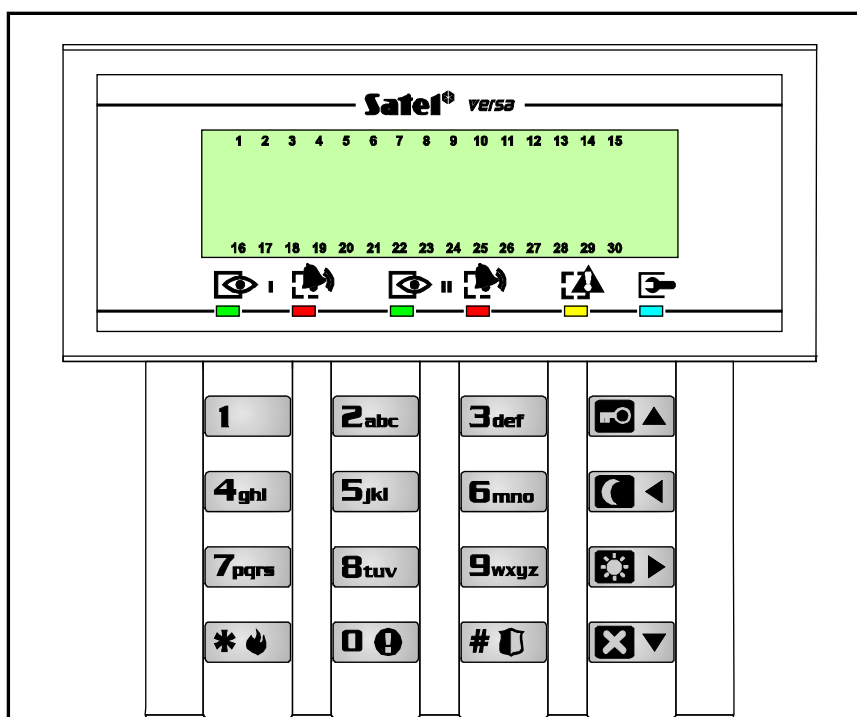 Satel® versa
1 2 3 4 5 6 7 8 9 10 11 12 13 14 15
16 17 18 19 20 21 22 23 24 25 26 27 28 29 30
I II
1 2abc 3def
4ghi 5jkl 6mno
7pqrs 8tuv 9wxyz
* 0 #